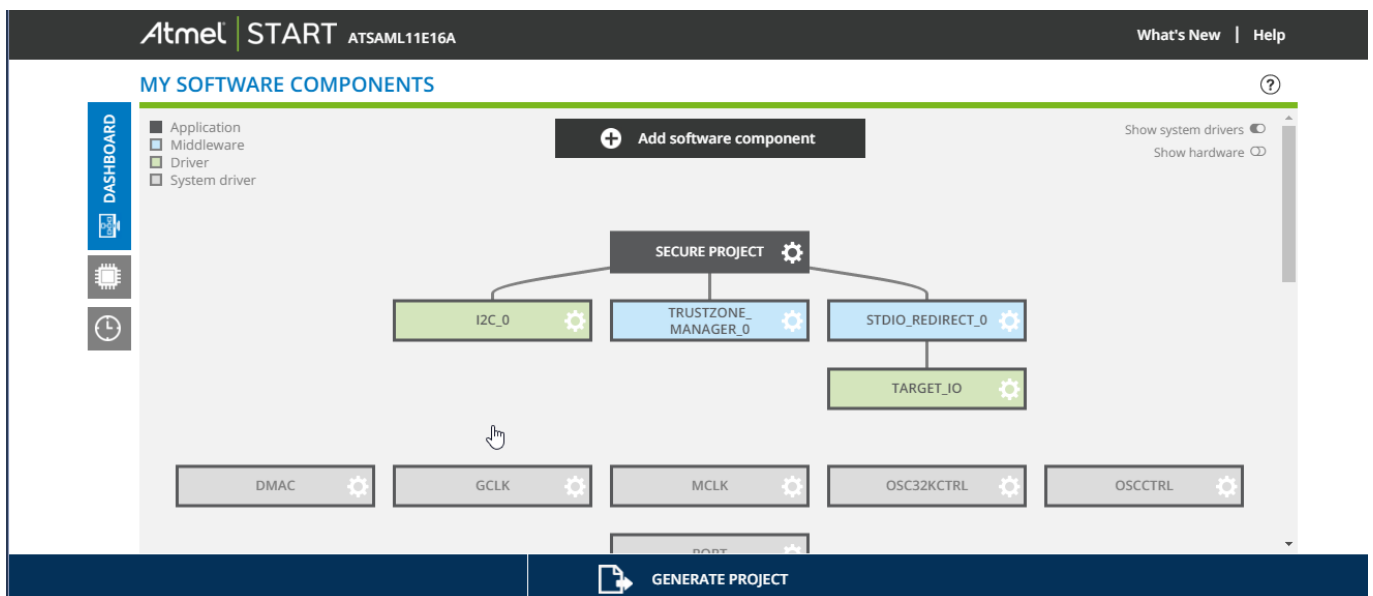 Atmel START ATSAML11E16A
What's New | Help
MY SOFTWARE COMPONENTS
?
DASHBOARD
Application
Middleware
Driver
System driver
Add software component
Show system drivers
Show hardware
SECURE PROJECT
I2C_0
TRUSTZONE_
MANAGER_0
STDIO_REDIRECT_0
TARGET_IO
DMAC
GCLK
MCLK
OSC32KCTRL
OSCCTRL
PORT
GENERATE PROJECT